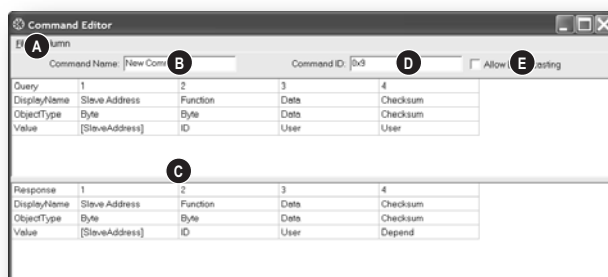 Command Editor
A
Command Name: New Com B
Command ID: 0x9 D
Allow E asting
Query 1 2 3 4
DisplayName Slave Address Function Data Checksum
ObjectType Byte Byte Data Checksum
Value [SlaveAddress] ID User User
C
Response 1 2 3 4
DisplayName Slave Address Function Data Checksum
ObjectType Byte Byte Data Checksum
Value [SlaveAddress] ID User Depend